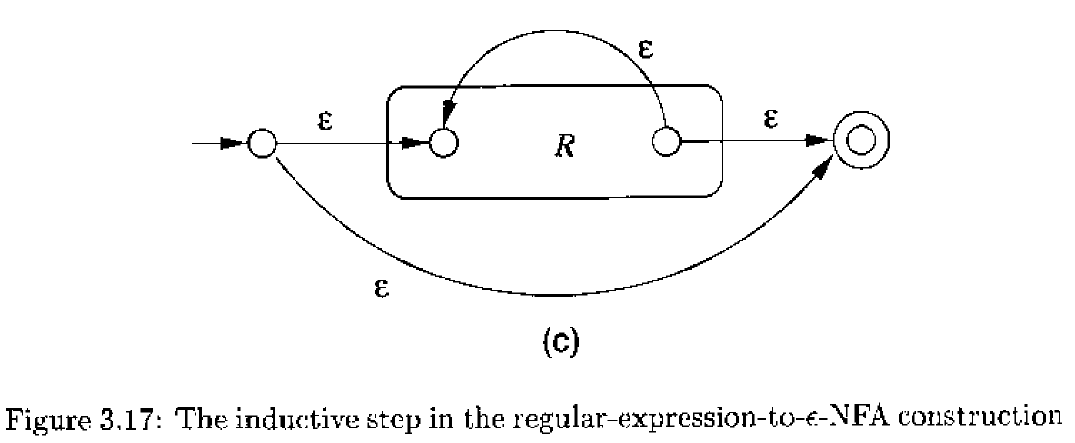 ε
ε
R
ε
ε
(c)
Figure 3.17: The inductive step in the regular-expression-to-ϵ-NFA construction